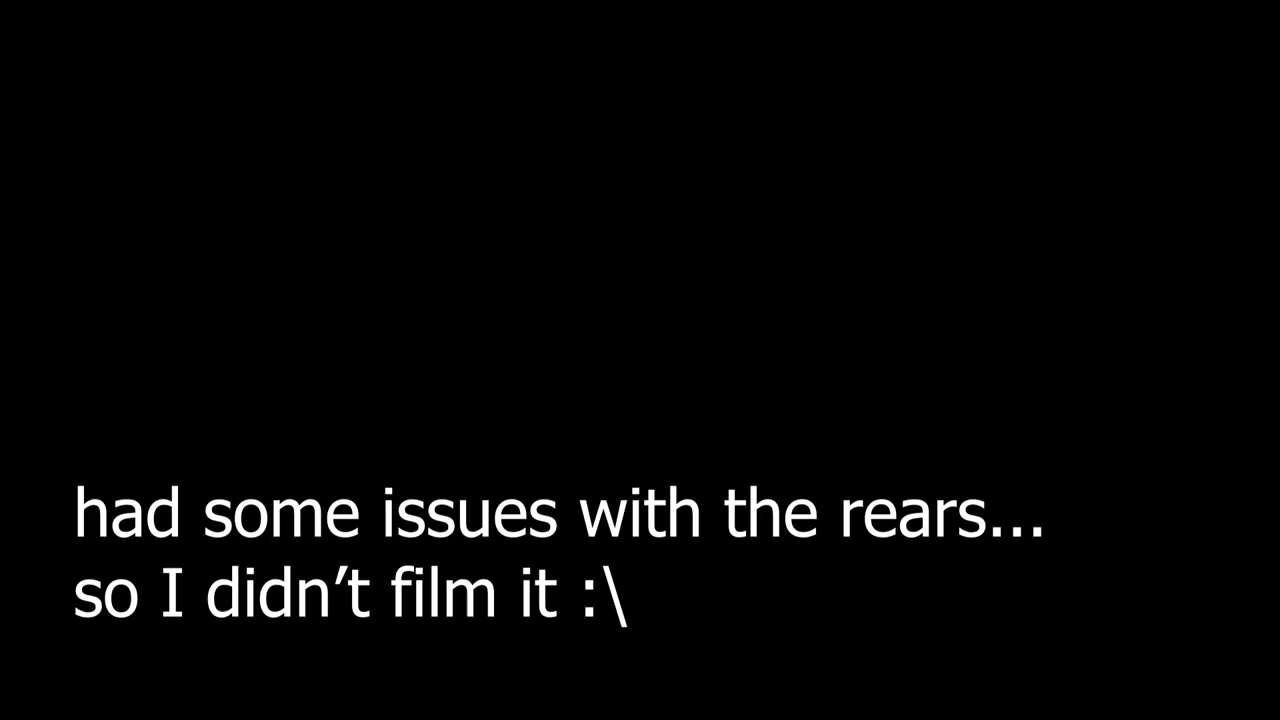 had some issues with the rears...
so I didn’t film it :\